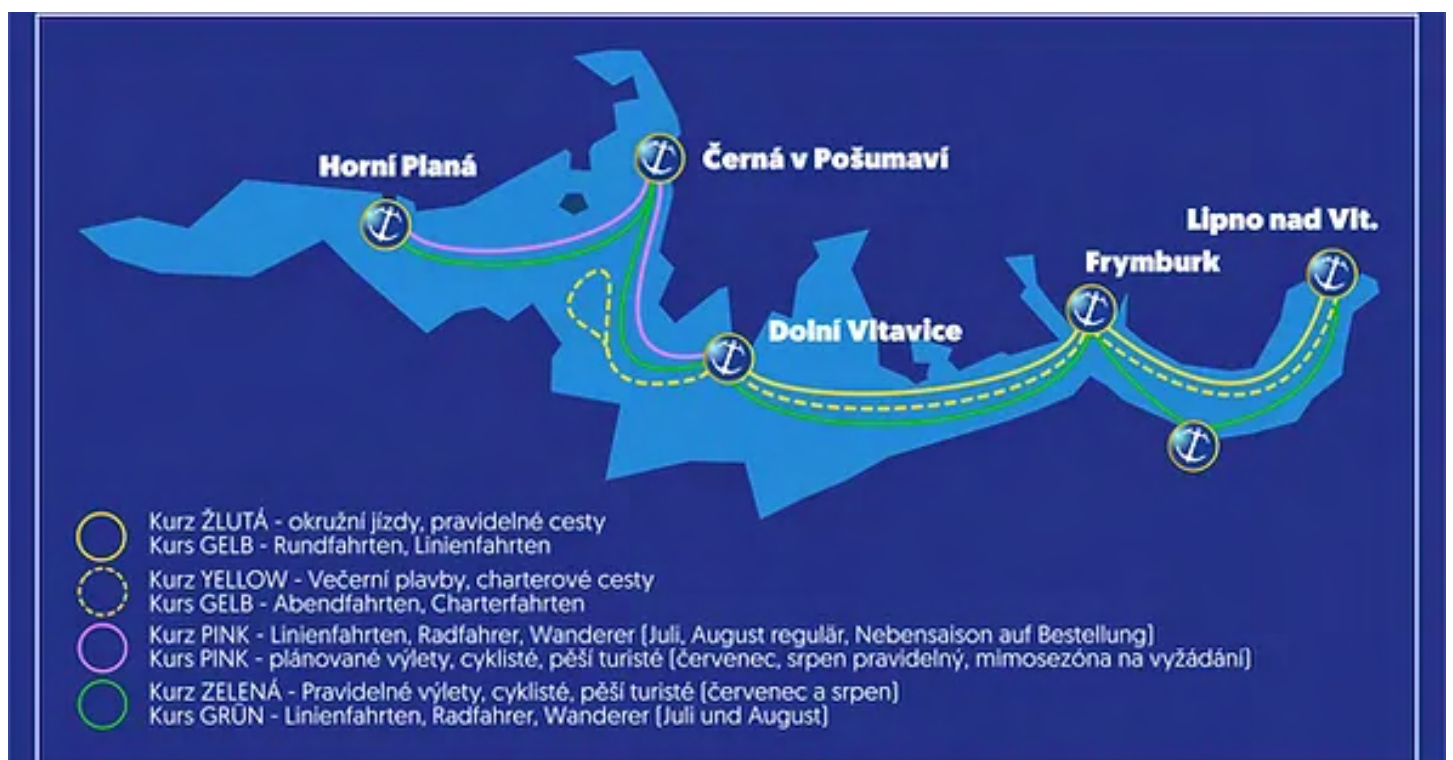 Horní Planá
Černá v Pošumaví
Lipno nad Vlt.
Frymburk
Dolní Vltavice
Kurz ŽLUTÁ - okružní jízdy, pravidelné cesty
Kurs GELB - Rundfahrten, Linienfahrten
Kurz YELLOW - Večerní plavby, charterové cesty
Kurs GELB - Abendfahrten, Charterfahrten
Kurz PINK - Linienfahrten, Radfahrer, Wanderer (Juli, August regulär, Nebensaison auf Bestellung)
Kurs PINK - plánované výlety, cyklisté, pěší turisté (červenec, srpen pravidelný, mimosezóna na vyžádání)
Kurz ZELENÁ - Pravidelné výlety, cyklisté, pěší turisté (červenec a srpen)
Kurs GRÜN - Linienfahrten, Radfahrer, Wanderer (Juli und August)